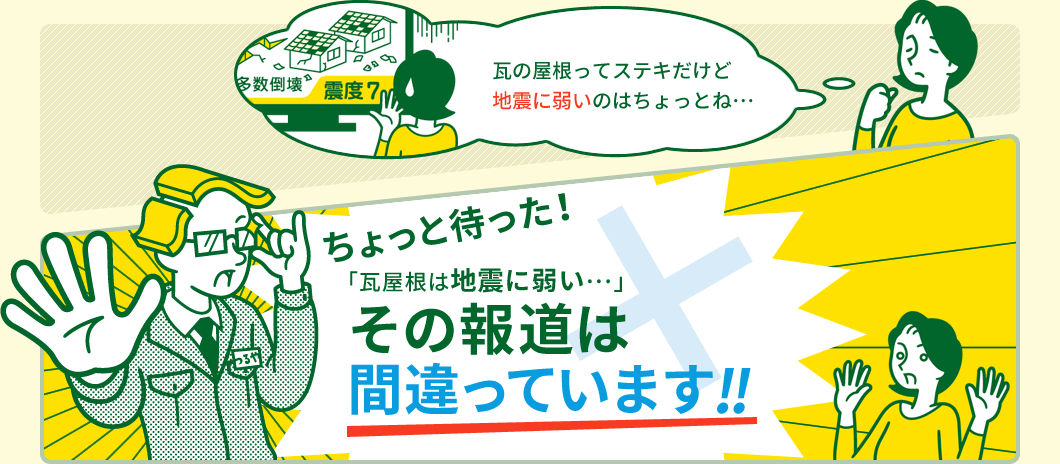 多数倒壊
震度7
瓦の屋根ってステキだけど
地震に弱いのはちょっとね…
ちょっと待った！
「瓦屋根は地震に弱い…」
その報道は
間違っています!!
つるや